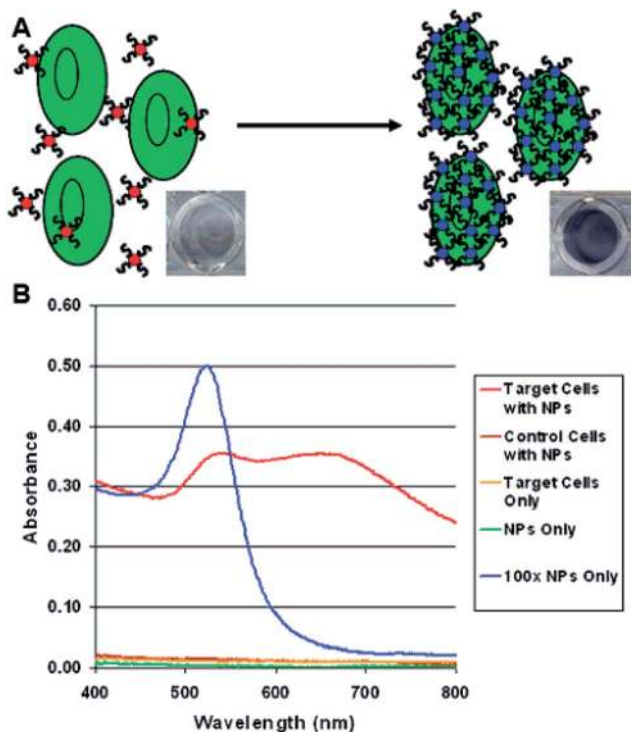 A
B
0.60
0.50
0.40
0.30
0.20
0.10
0.00
Absorbance
400
500
600
700
800
Wavelength (nm)
Target Cells
with NPs
Control Cells
with NPs
Target Cells
Only
NPs Only
100x NPs Only